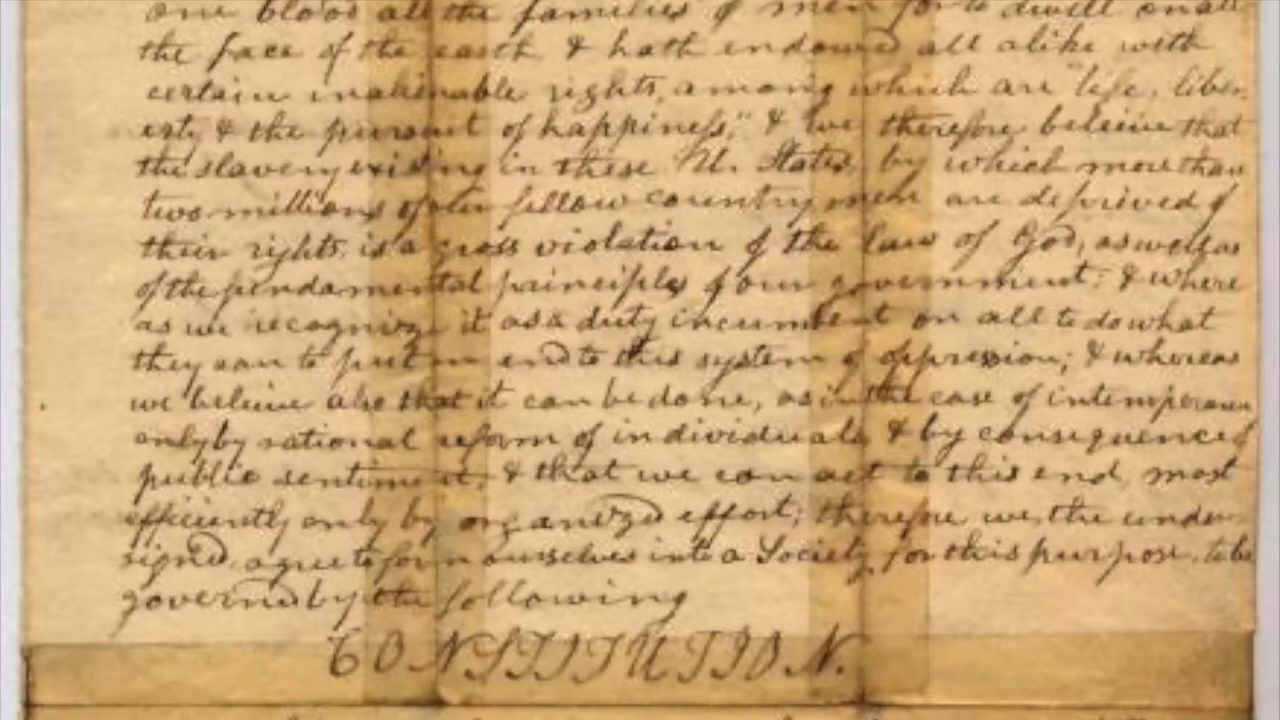 one blood all the families of men for to dwell on all
the face of the earth & hath endowed all alike with
certain inalienable rights, among which are "life, liber-
erty & the pursuit of happiness," & we therefore beleive that
the slavery existing in these U. States, by which more than
two millions of our fellow countrymen are deprived of
their rights, is a gross violation of the law of God, as well as
of the fundamental principles of our government; & where
as we recognize it as a duty incumbent on all to do what
they can to put an end to this system of oppression; & whereas
we beleive also that it can be done, as in the case of intemperance
only by rational reform of individuals & by consequence of
public sentiment; & that we can act to this end, most
efficiently only by organized effort; therefore we, the under-
signed, agree to form ourselves into a Society for this purpose, to be
governed by the following
CONSTITUTION.